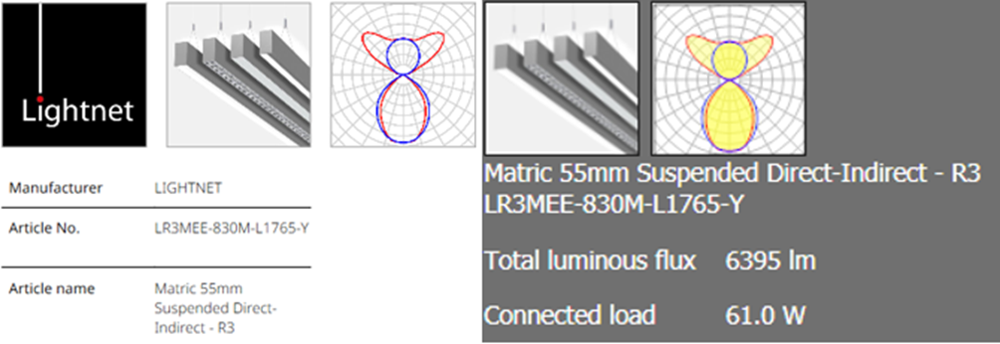 Lightnet
Manufacturer LIGHTNET
Article No. LR3MEE-830M-L1765-Y
Article name Matric 55mm
Suspended Direct-
Indirect - R3
Matric 55mm Suspended Direct-Indirect - R3
LR3MEE-830M-L1765-Y
Total luminous flux 6395 lm
Connected load 61.0 W